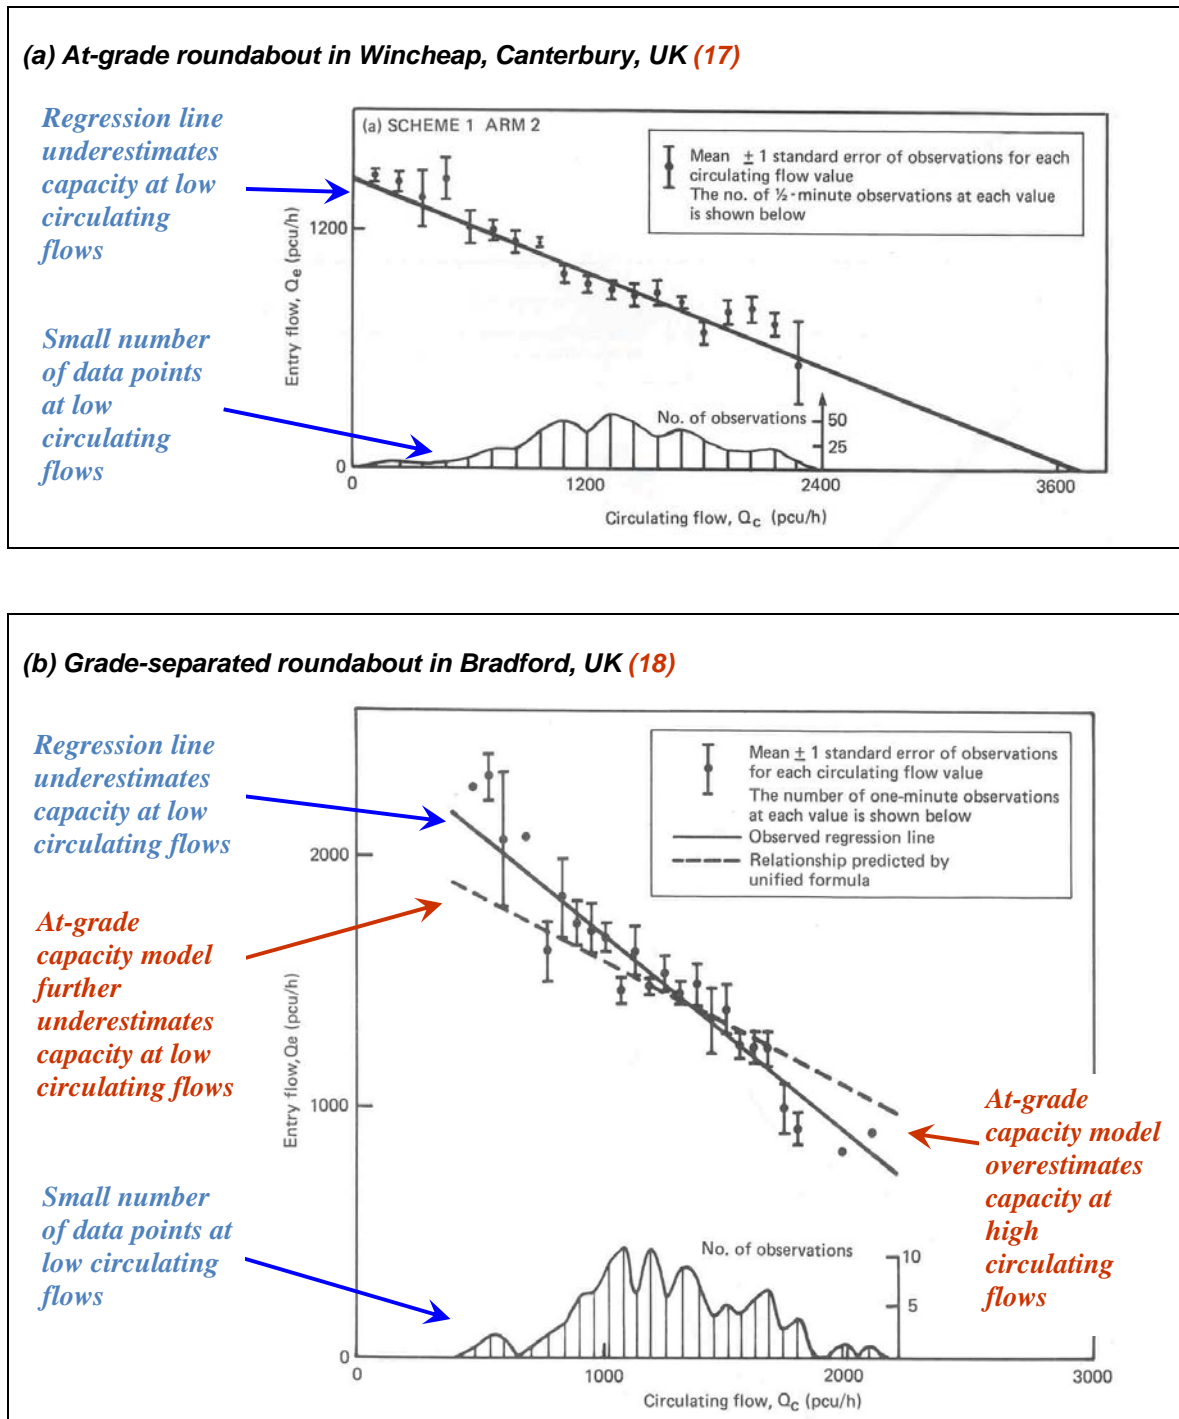 (a) At-grade roundabout in Wincheap, Canterbury, UK (17)
Regression line
underestimates
capacity at low
circulating
flows
Small number
of data points
at low
circulating
flows
(a) SCHEME 1 ARM 2
Mean ± 1 standard error of observations for each
circulating flow value
The no. of ½-minute observations at each value
is shown below
Entry flow, Qe (pcu/h)
1200
0
No. of observations
50
25
0
1200
2400
3600
Circulating flow, Qc (pcu/h)
(b) Grade-separated roundabout in Bradford, UK (18)
Regression line
underestimates
capacity at low
circulating flows
At-grade
capacity model
further
underestimates
capacity at low
circulating flows
Small number
of data points at
low circulating
flows
Mean ± 1 standard error of observations
for each circulating flow value
The number of one-minute observations
at each value is shown below
Observed regression line
Relationship predicted by
unified formula
Entry flow, Qe (pcu/h)
2000
1000
0
At-grade
capacity model
overestimates
capacity at
high
circulating
flows
No. of observations
10
5
0
1000
2000
3000
Circulating flow, Qc (pcu/h)